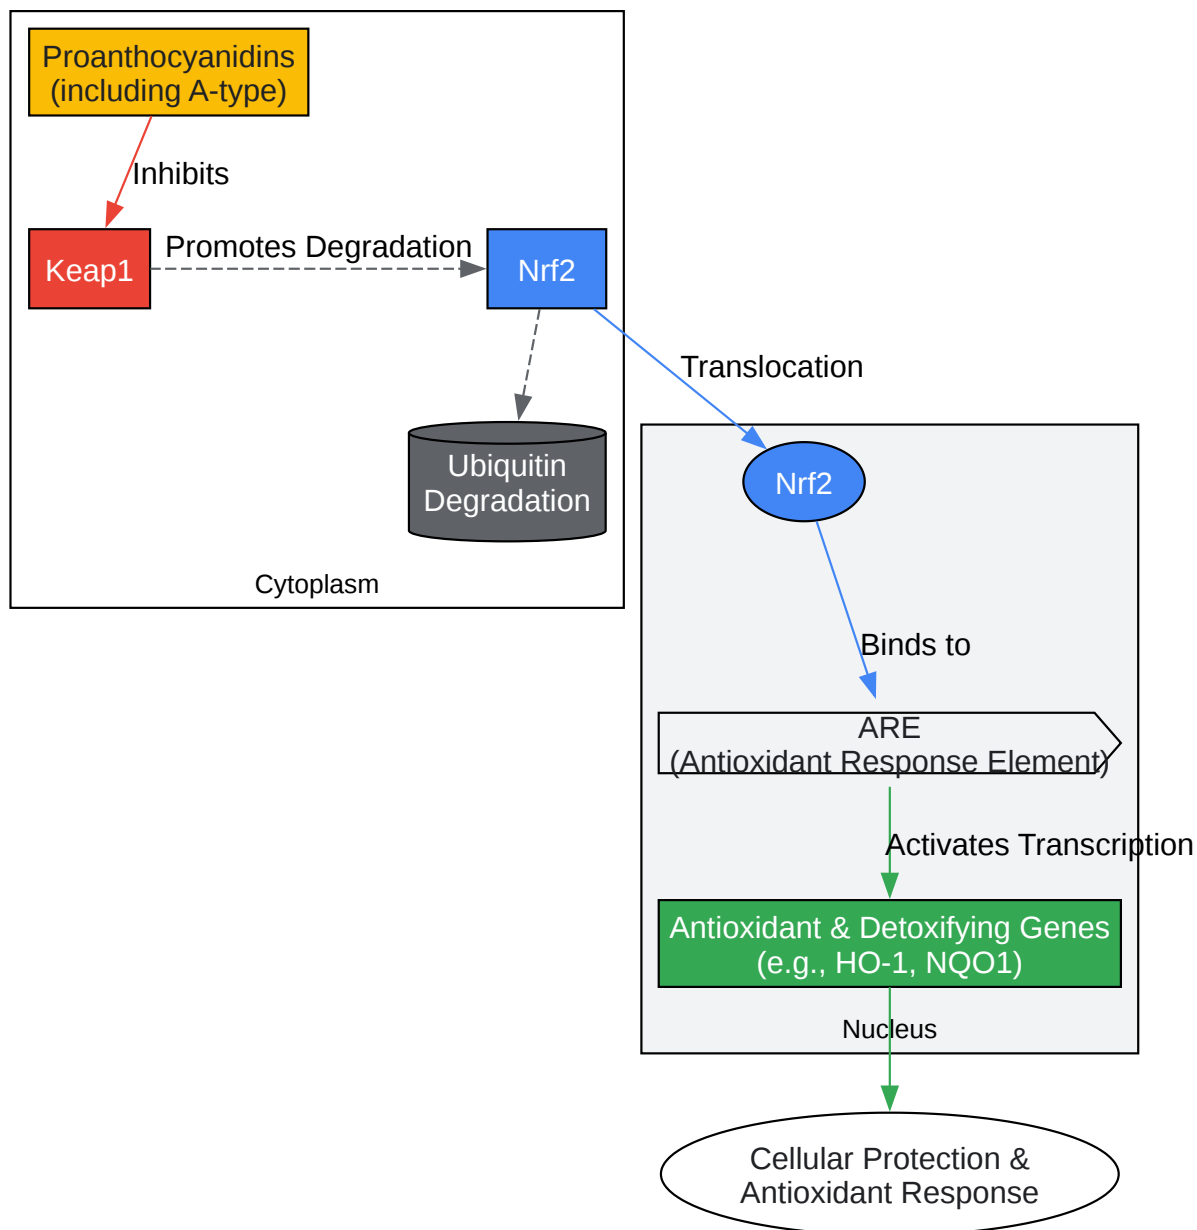 Proanthocyanidins
(including A-type)
Inhibits
Promotes Degradation
Keap1
Nrf2
Translocation
Ubiquitin
Degradation
Nrf2
Cytoplasm
Binds to
ARE
(Antioxidant Response Element)
Activates Transcription
Antioxidant & Detoxifying Genes
(e.g., HO-1, NQO1)
Nucleus
Cellular Protection &
Antioxidant Response